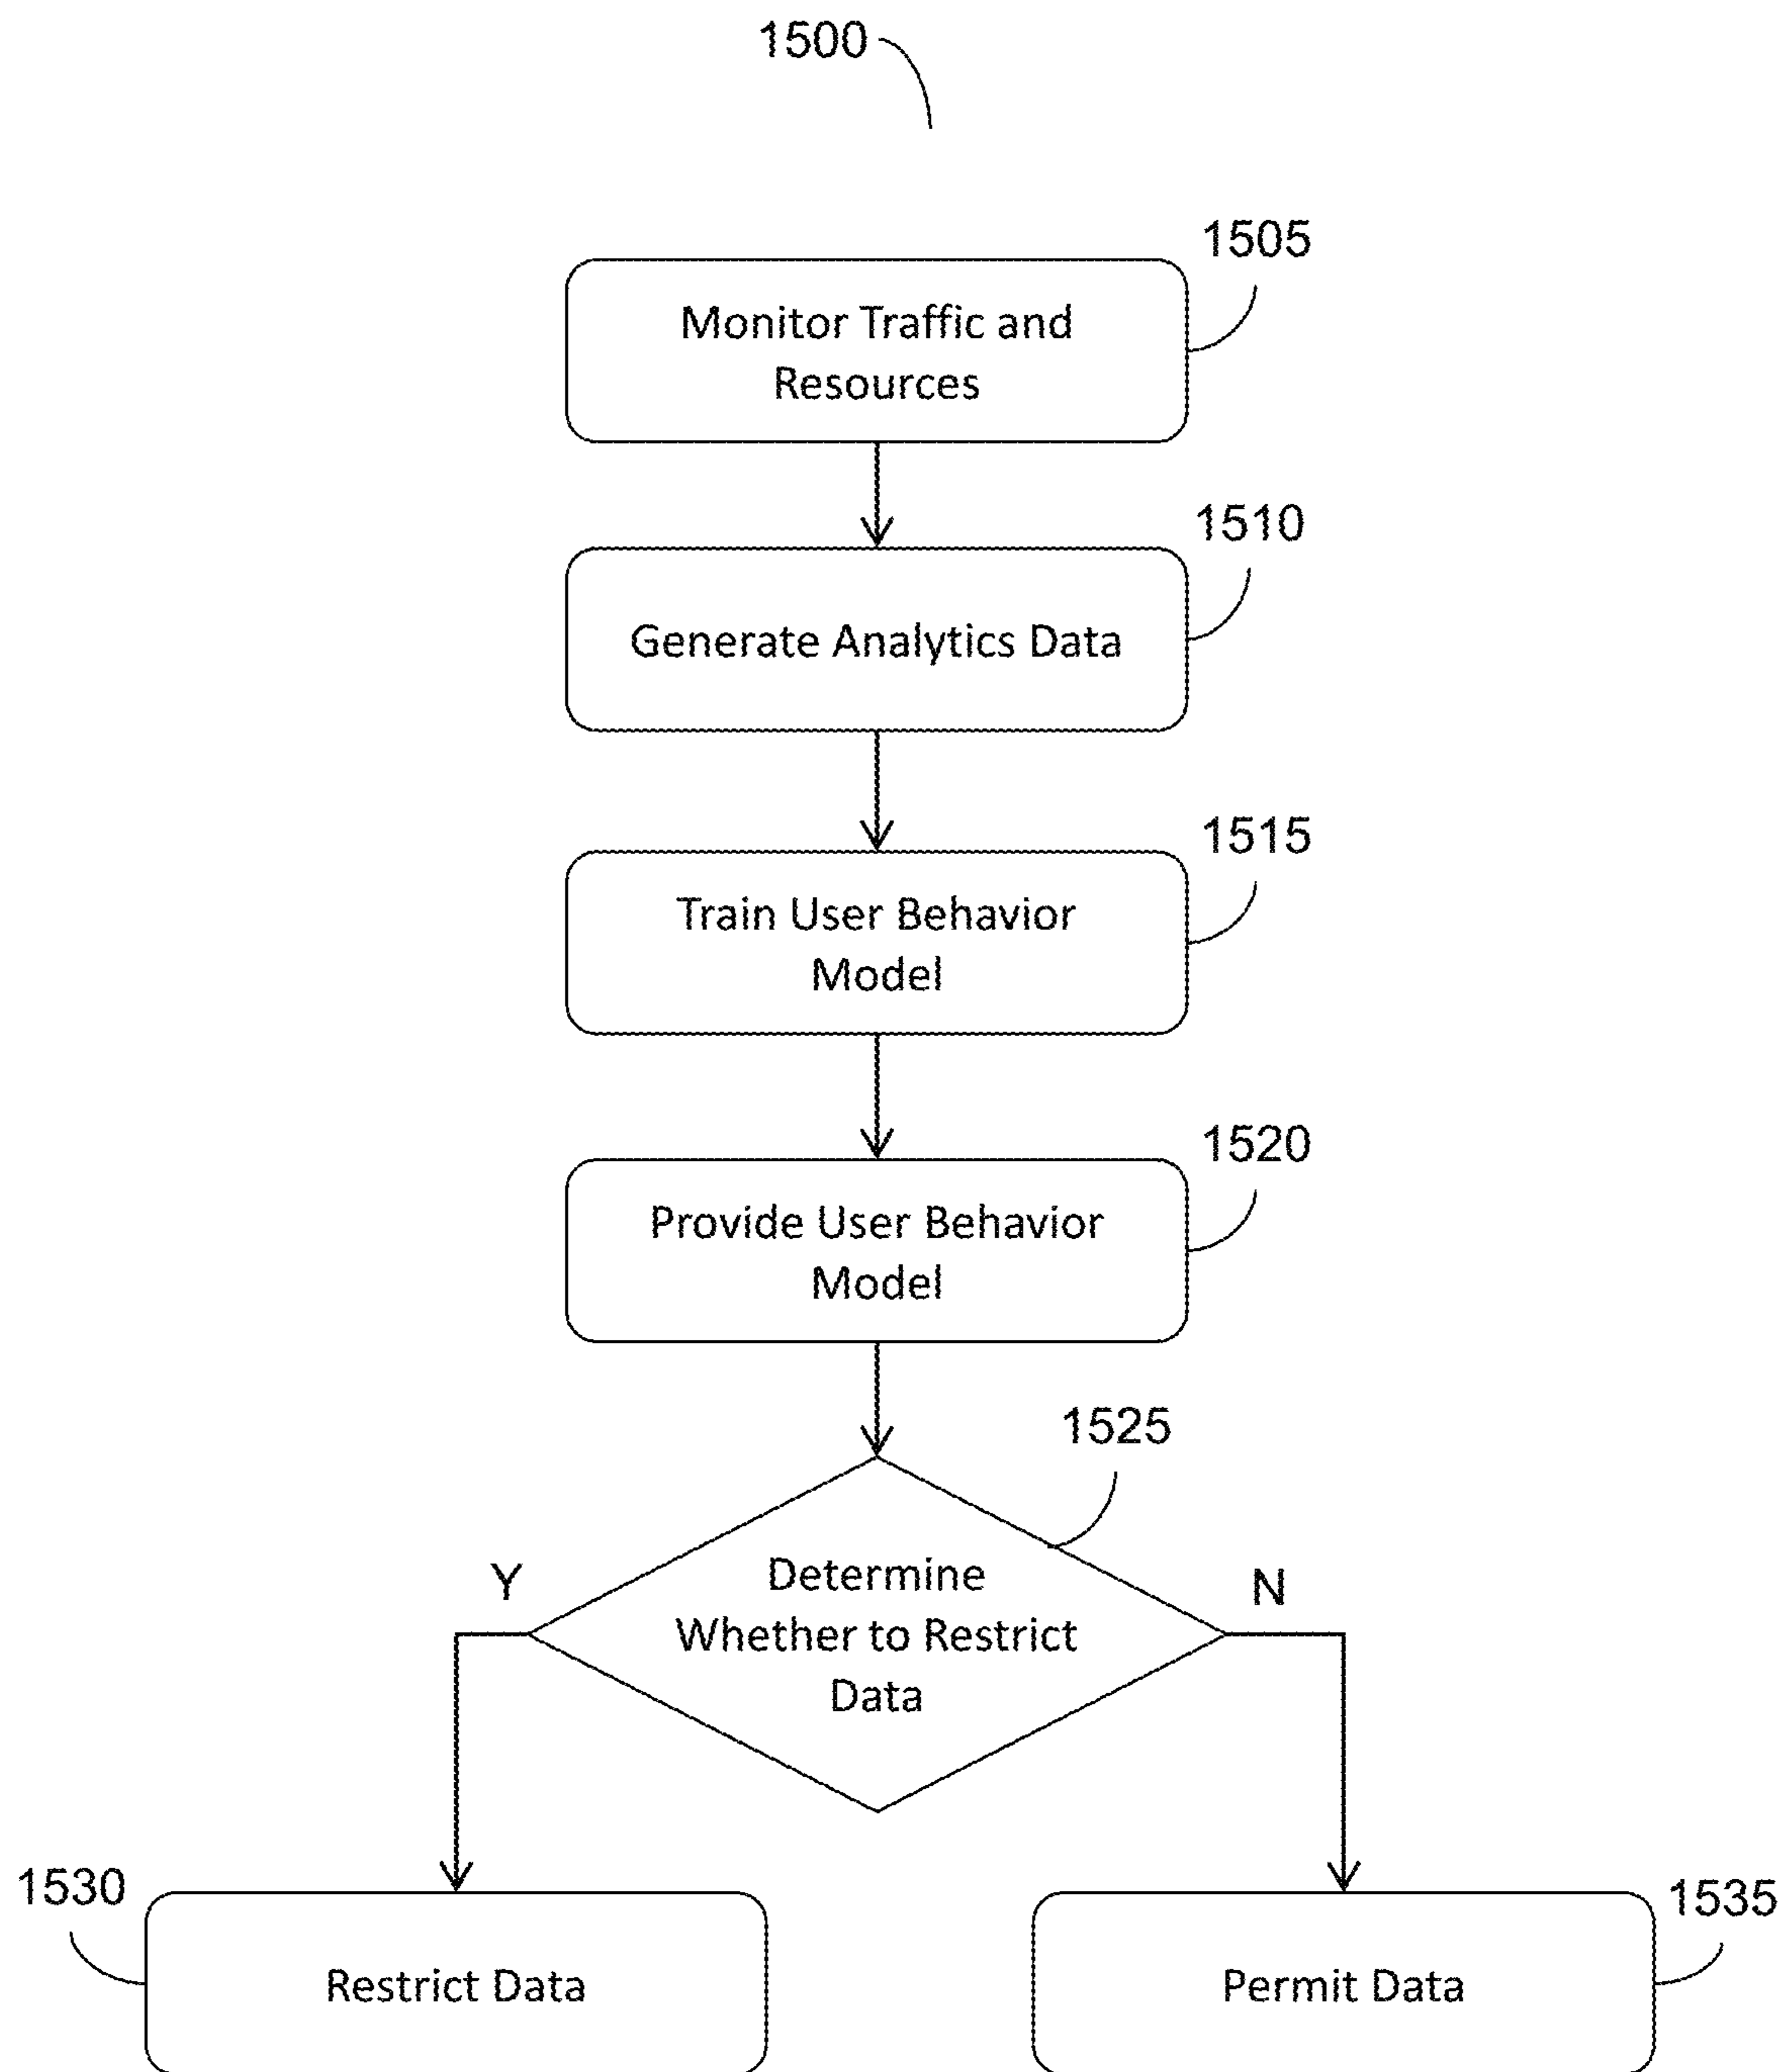 1500
1505
Monitor Traffic and
Resources
1510
Generate Analytics Data
1515
Train User Behavior
Model
1520
Provide User Behavior
Model
1525
Y
Determine
Whether to Restrict
Data
N
1530
Restrict Data
1535
Permit Data